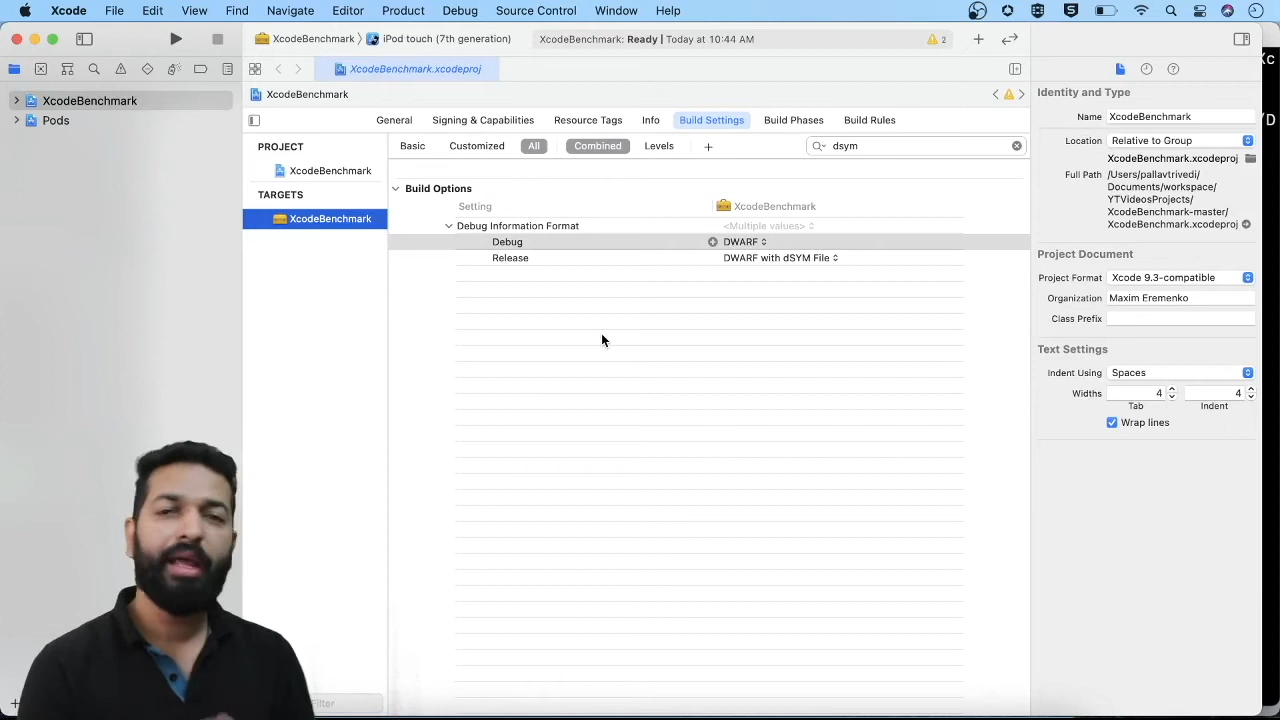 Xcode File Edit View Find Navigate Editor Product Debug Source Control Window Help
XcodeBenchmark iPod touch (7th generation) XcodeBenchmark: Ready | Today at 10:44 AM 2
XcodeBenchmark.xcodeproj
XcodeBenchmark
Pods
XcodeBenchmark
General Signing & Capabilities Resource Tags Info Build Settings Build Phases Build Rules
PROJECT
XcodeBenchmark
TARGETS
XcodeBenchmark
Basic Customized All Combined Levels dsym
Build Options
Setting XcodeBenchmark
Debug Information Format <Multiple values>
Debug DWARF
Release DWARF with dSYM File
Filter
Identity and Type
Name XcodeBenchmark
Location Relative to Group
XcodeBenchmark.xcodeproj
Full Path /Users/pallavtrivedi/
Documents/workspace/
YTVideosProjects/
XcodeBenchmark-master/
XcodeBenchmark.xcodeproj
Project Document
Project Format Xcode 9.3-compatible
Organization Maxim Eremenko
Class Prefix
Text Settings
Indent Using Spaces
Widths 4 4
Tab Indent
Wrap lines
Xc
/D